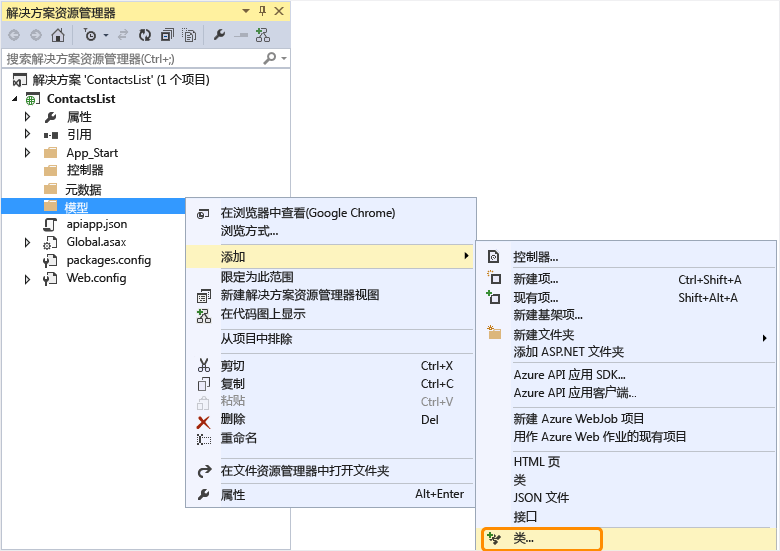 解决方案资源管理器
搜索解决方案资源管理器(Ctrl+;)
解决方案 'ContactsList' (1 个项目)
ContactsList
属性
引用
App_Start
控制器
元数据
模型
apiapp.json
Global.asax
packages.config
Web.config
在浏览器中查看(Google Chrome)
浏览方式...
添加
限定为此范围
新建解决方案资源管理器视图
在代码图上显示
从项目中排除
剪切 Ctrl+X
复制 Ctrl+C
粘贴 Ctrl+V
删除 Del
重命名
在文件资源管理器中打开文件夹
属性 Alt+Enter
控制器...
新建项... Ctrl+Shift+A
现有项... Shift+Alt+A
新建基架项...
新建文件夹
添加 ASP.NET 文件夹
Azure API 应用 SDK...
Azure API 应用客户端...
新建 Azure WebJob 项目
用作 Azure Web 作业的现有项目
HTML 页
类
JSON 文件
接口
类...